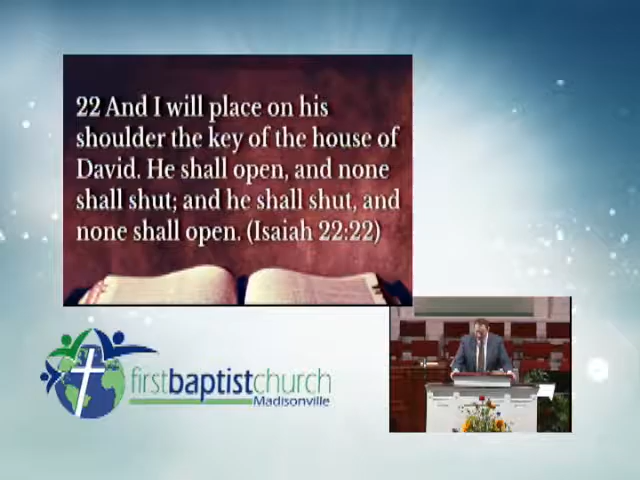 22 And I will place on his
shoulder the key of the house of
David. He shall open, and none
shall shut; and he shall shut, and
none shall open. (Isaiah 22:22)
firstbaptistchurch
Madisonville